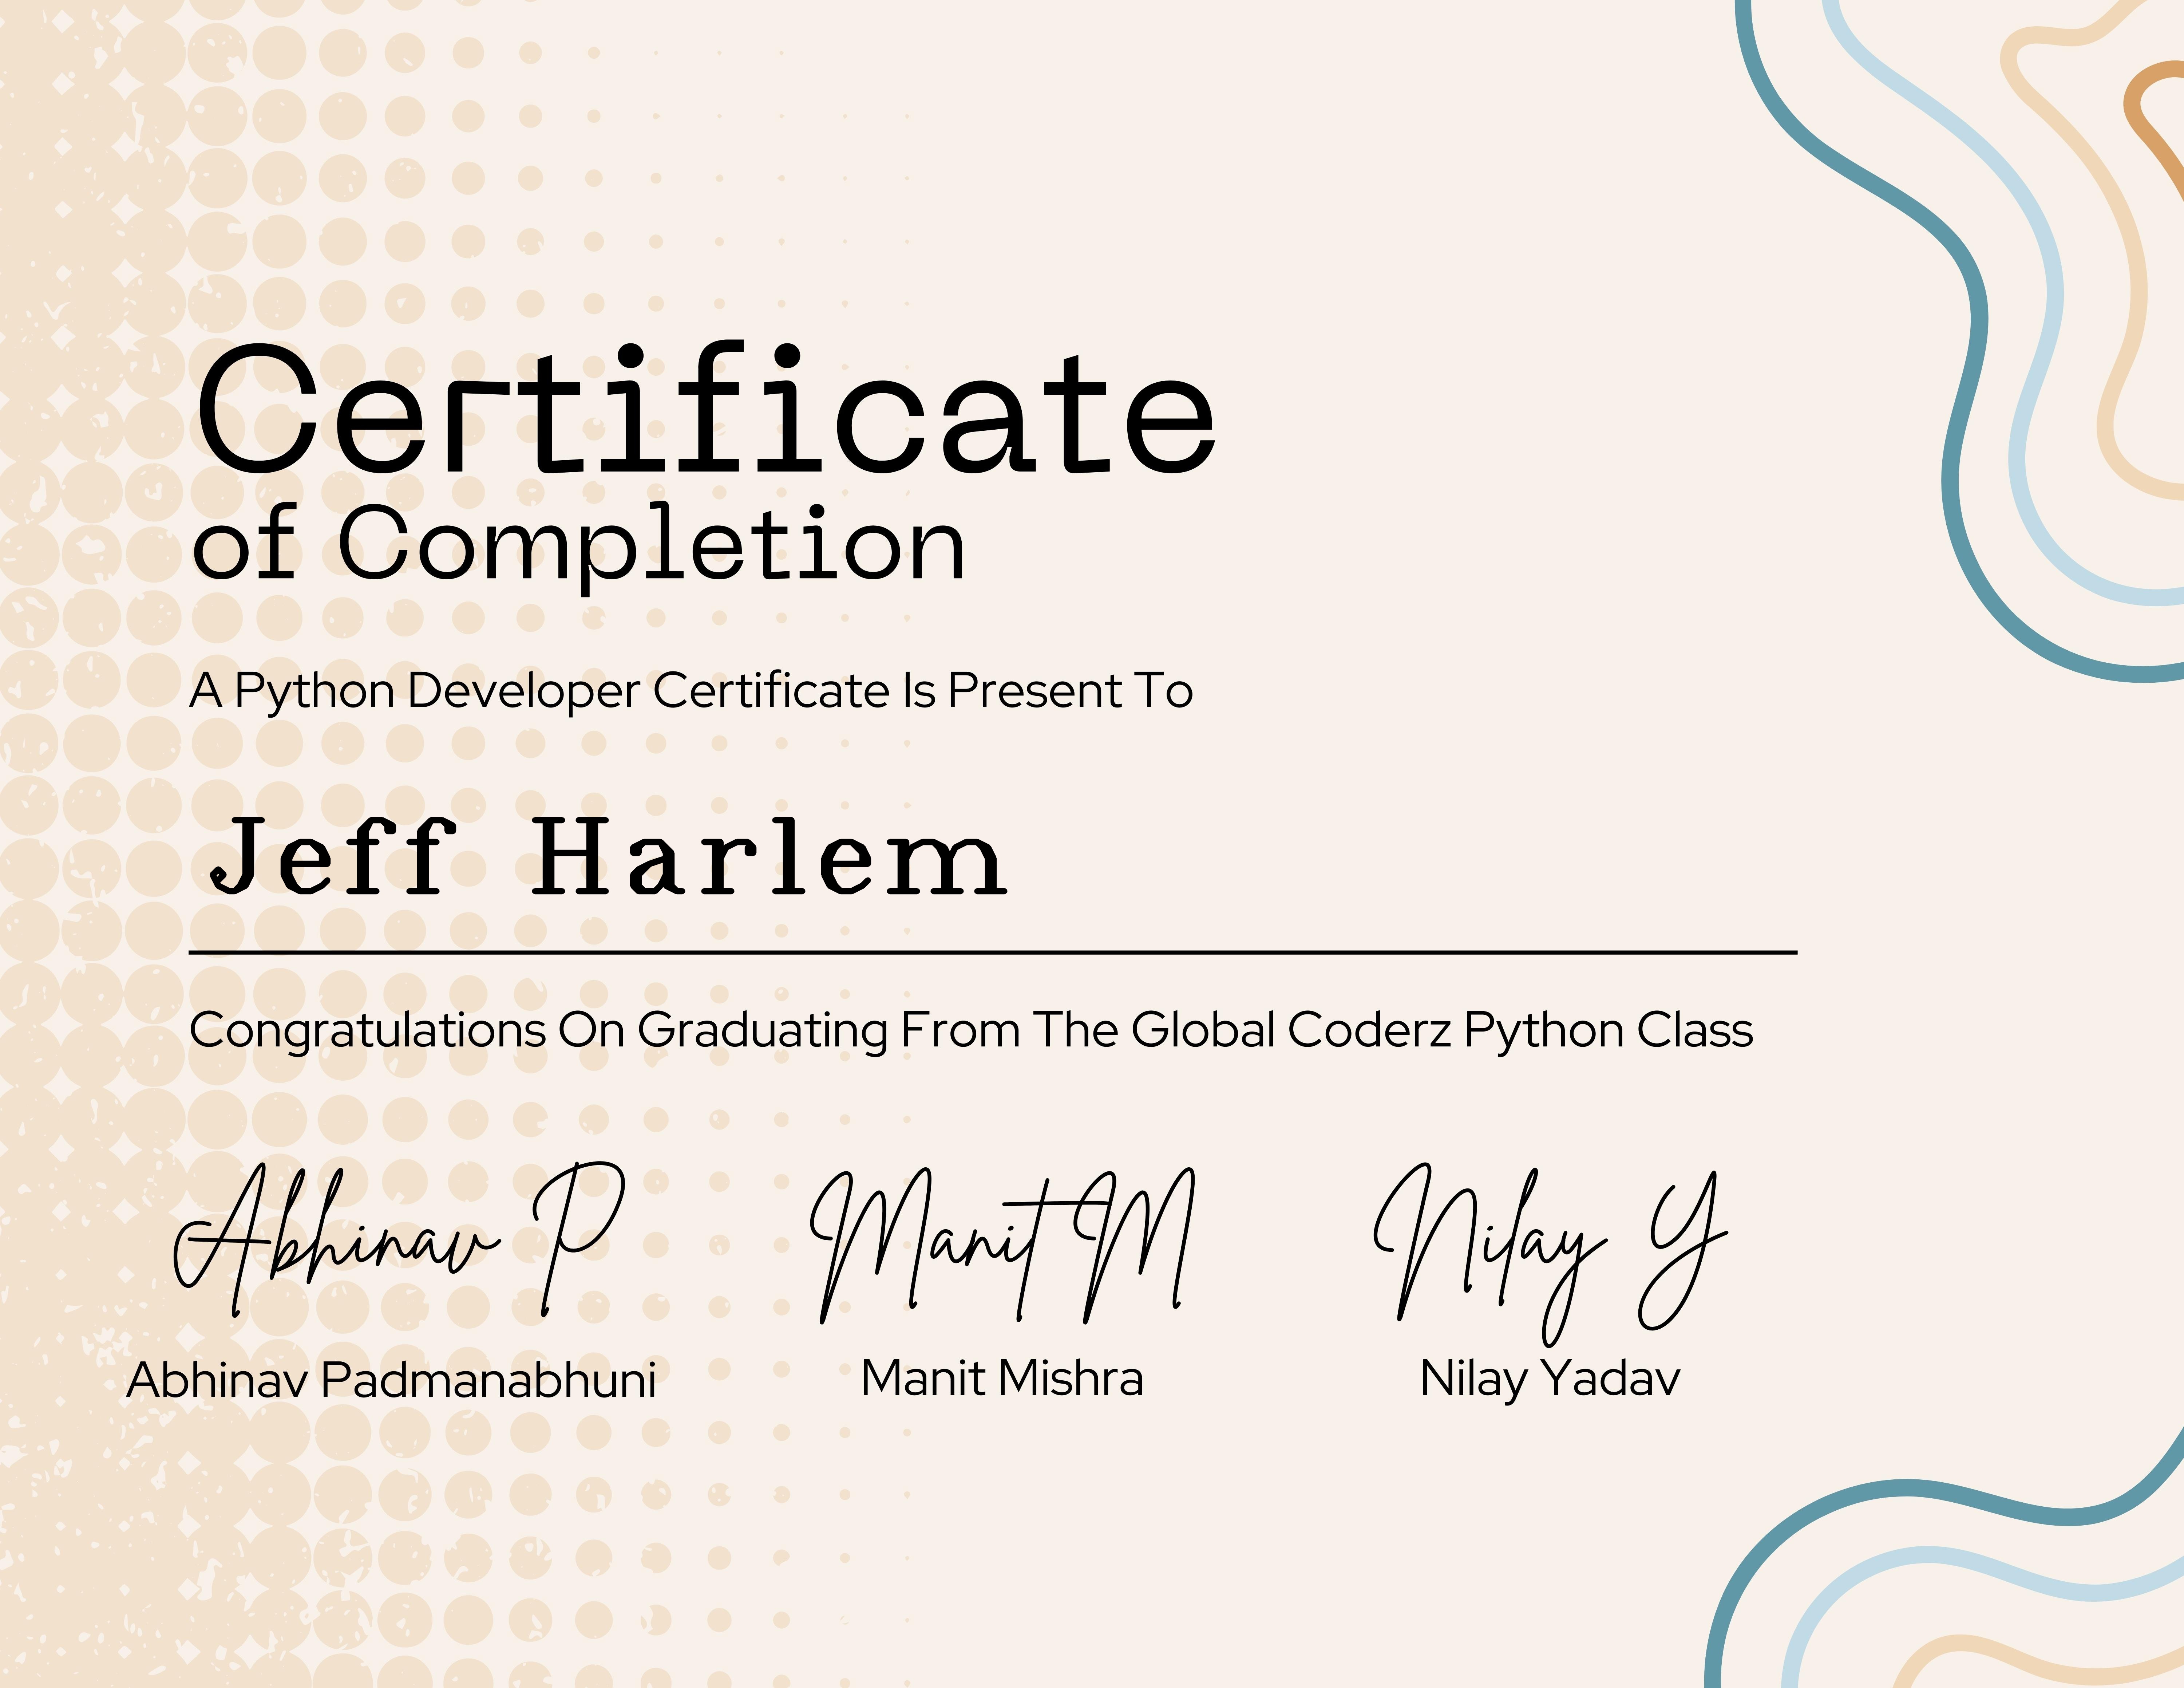 Certificate
of Completion
A Python Developer Certificate Is Present To
Jeff Harlem
Congratulations On Graduating From The Global Coderz Python Class
Abhinav P
Manit M
Nilay Y
Abhinav Padmanabhuni
Manit Mishra
Nilay Yadav